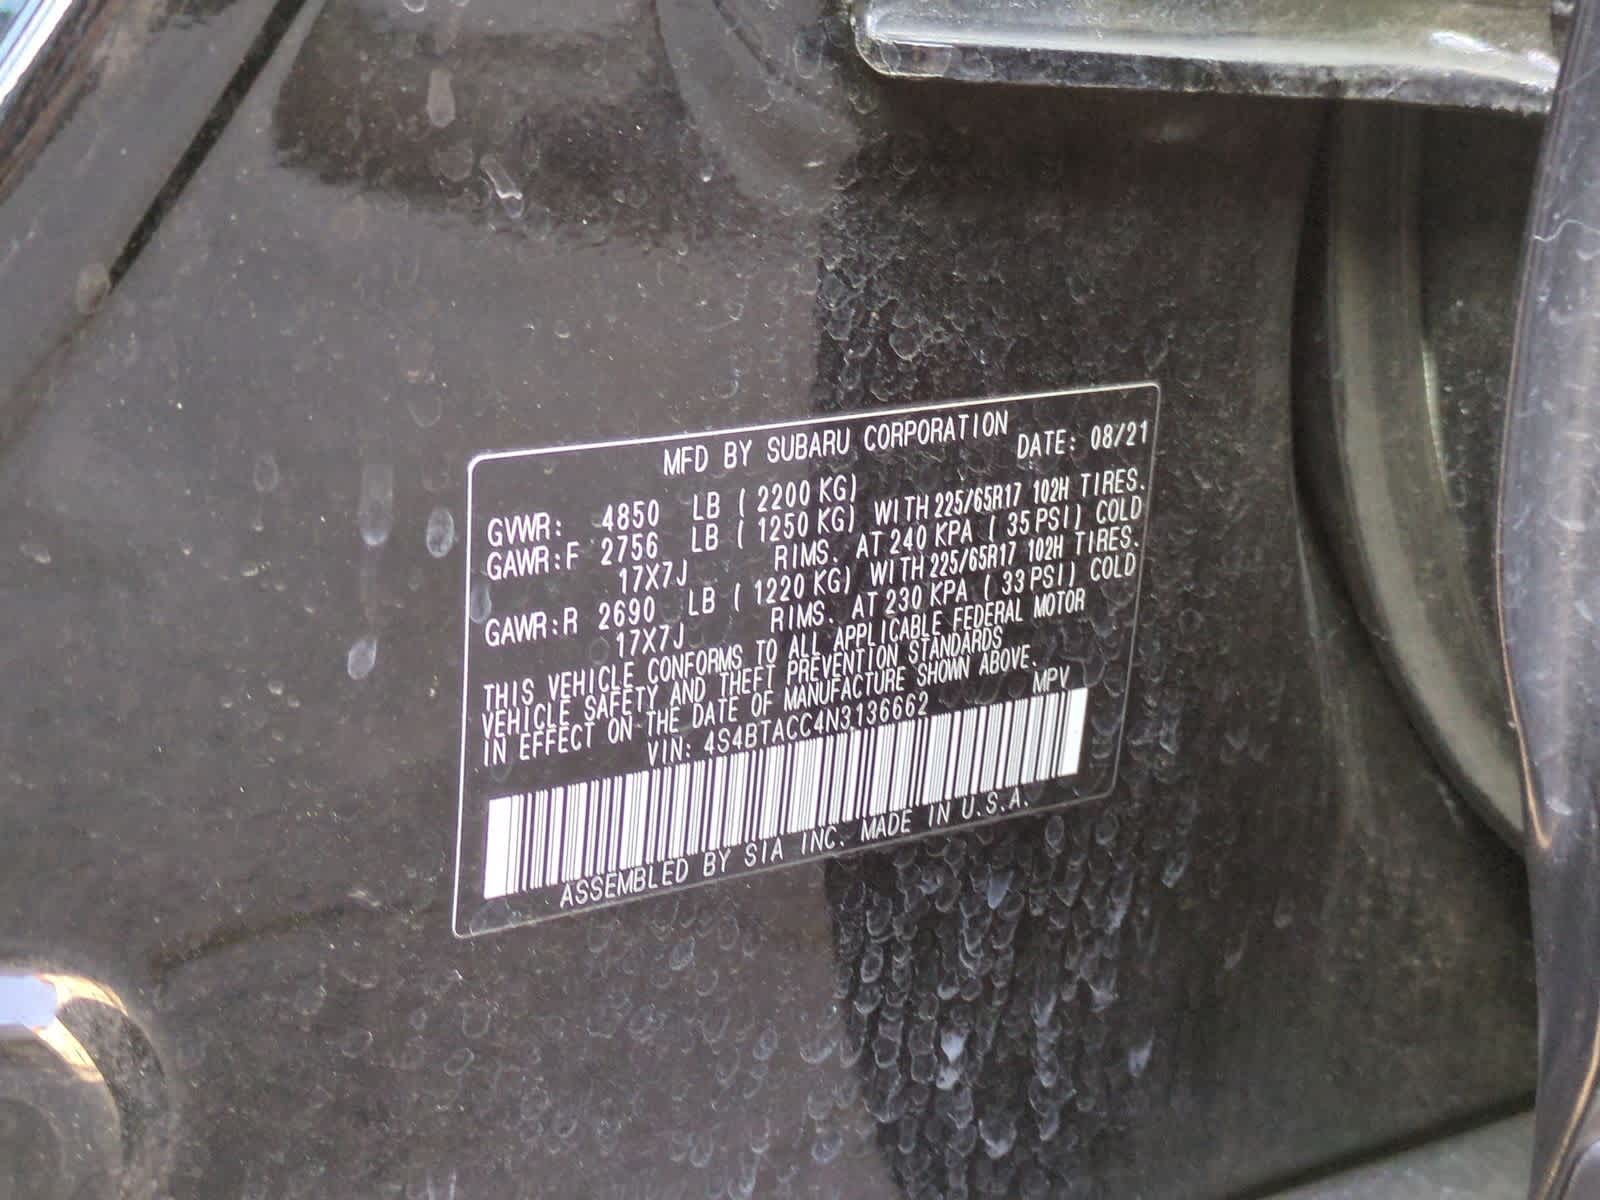 MFD BY SUBARU CORPORATION
DATE: 08/21
GVWR: 4850 LB ( 2200 KG)
GAWR:F 2756 LB ( 1250 KG) WITH 225/65R17 102H TIRES.
17X7J RIMS. AT 240 KPA ( 35 PSI) COLD
GAWR:R 2690 LB ( 1220 KG) WITH 225/65R17 102H TIRES.
17X7J RIMS. AT 230 KPA ( 33 PSI) COLD
THIS VEHICLE CONFORMS TO ALL APPLICABLE FEDERAL MOTOR
VEHICLE SAFETY AND THEFT PREVENTION STANDARDS
IN EFFECT ON THE DATE OF MANUFACTURE SHOWN ABOVE.
VIN: 4S4BTACC4N3136662 MPV
ASSEMBLED BY SIA INC. MADE IN U.S.A.